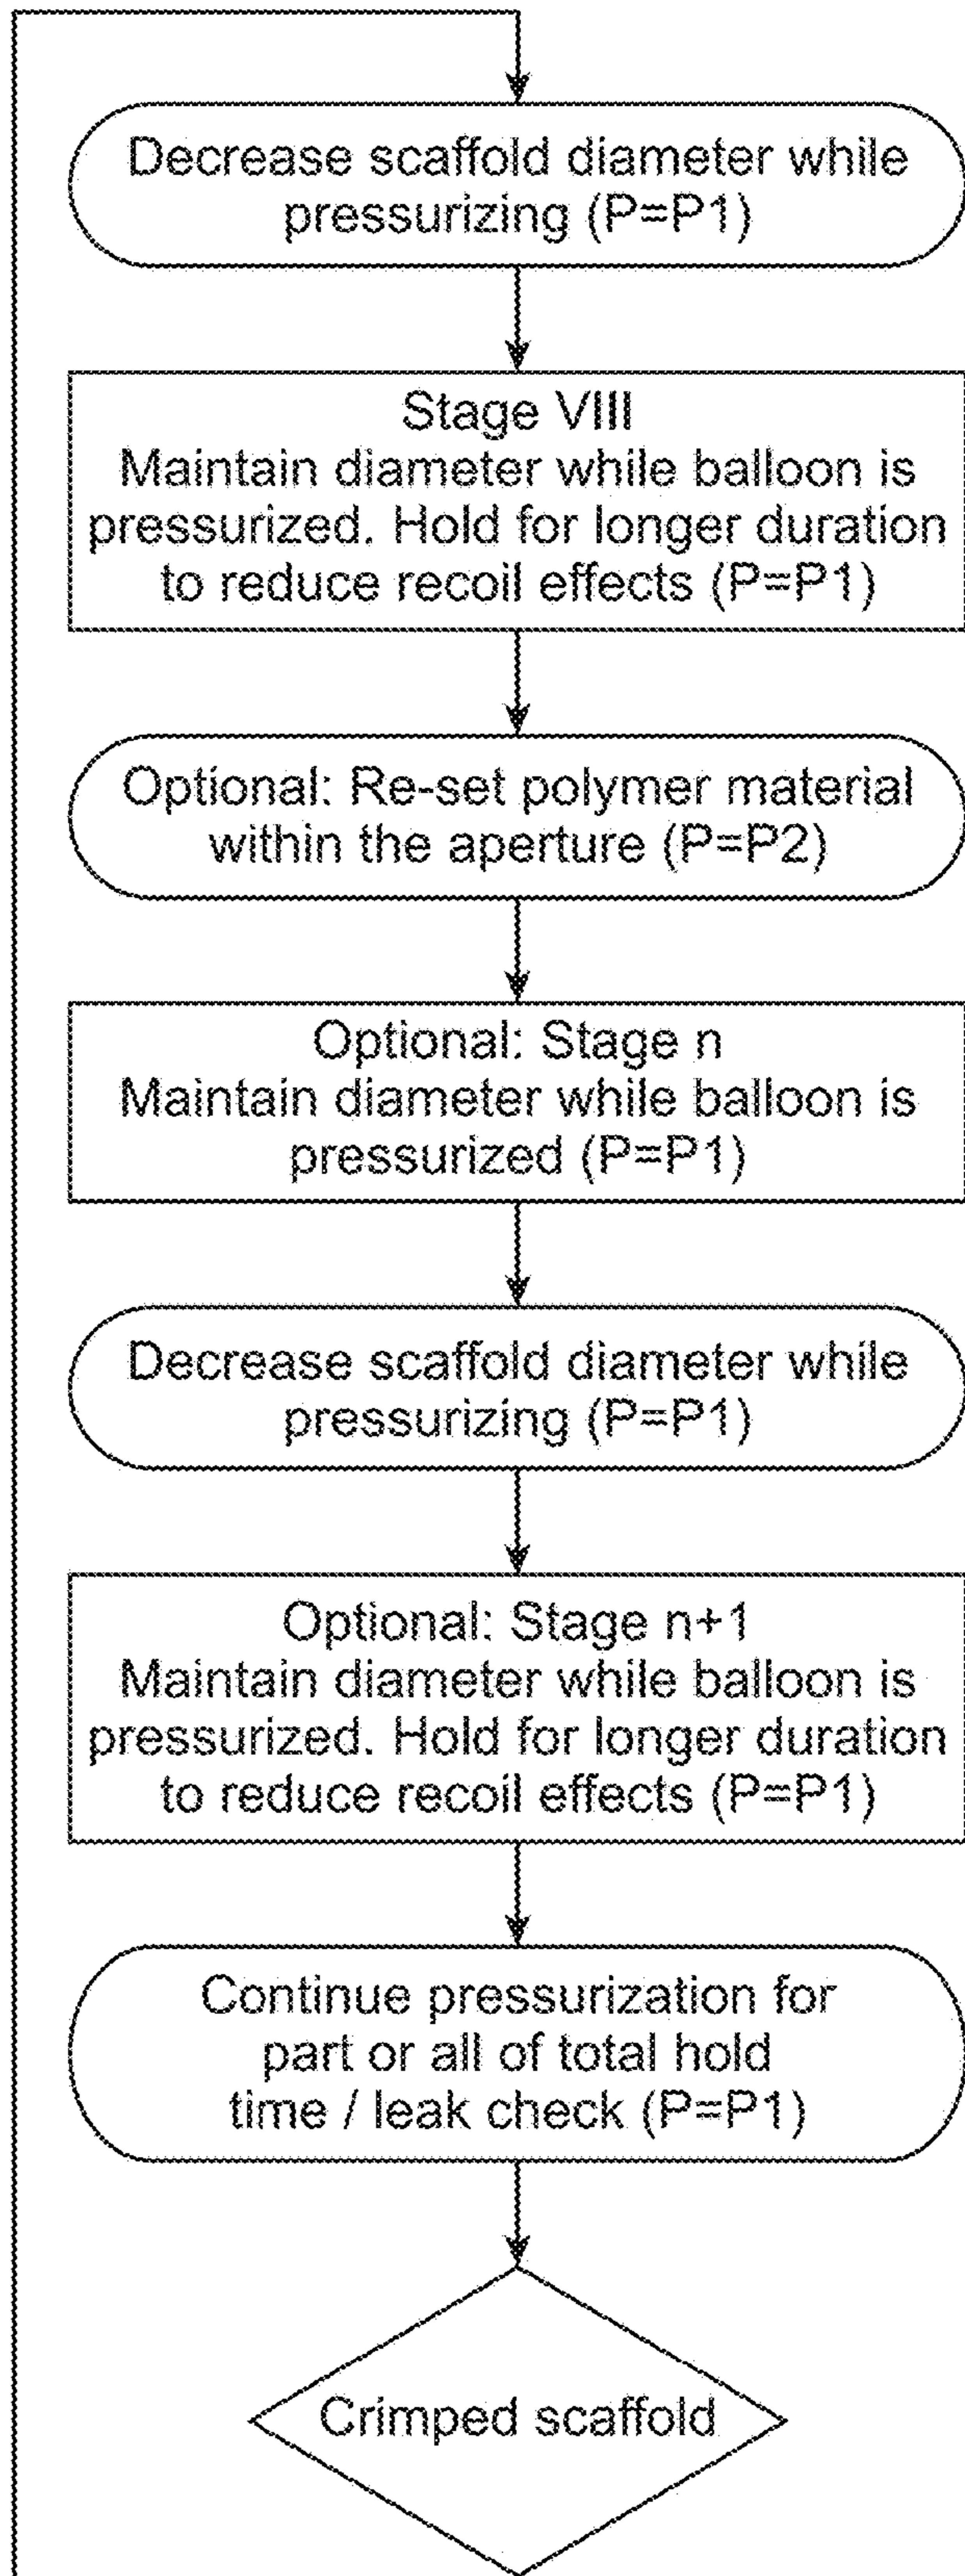 Decrease scaffold diameter while
pressurizing (P=P1)
Stage VIII
Maintain diameter while balloon is
pressurized. Hold for longer duration
to reduce recoil effects (P=P1)
Optional: Re-set polymer material
within the aperture (P=P2)
Optional: Stage n
Maintain diameter while balloon is
pressurized (P=P1)
Decrease scaffold diameter while
pressurizing (P=P1)
Optional: Stage n+1
Maintain diameter while balloon is
pressurized. Hold for longer duration
to reduce recoil effects (P=P1)
Continue pressurization for
part or all of total hold
time / leak check (P=P1)
Crimped scaffold